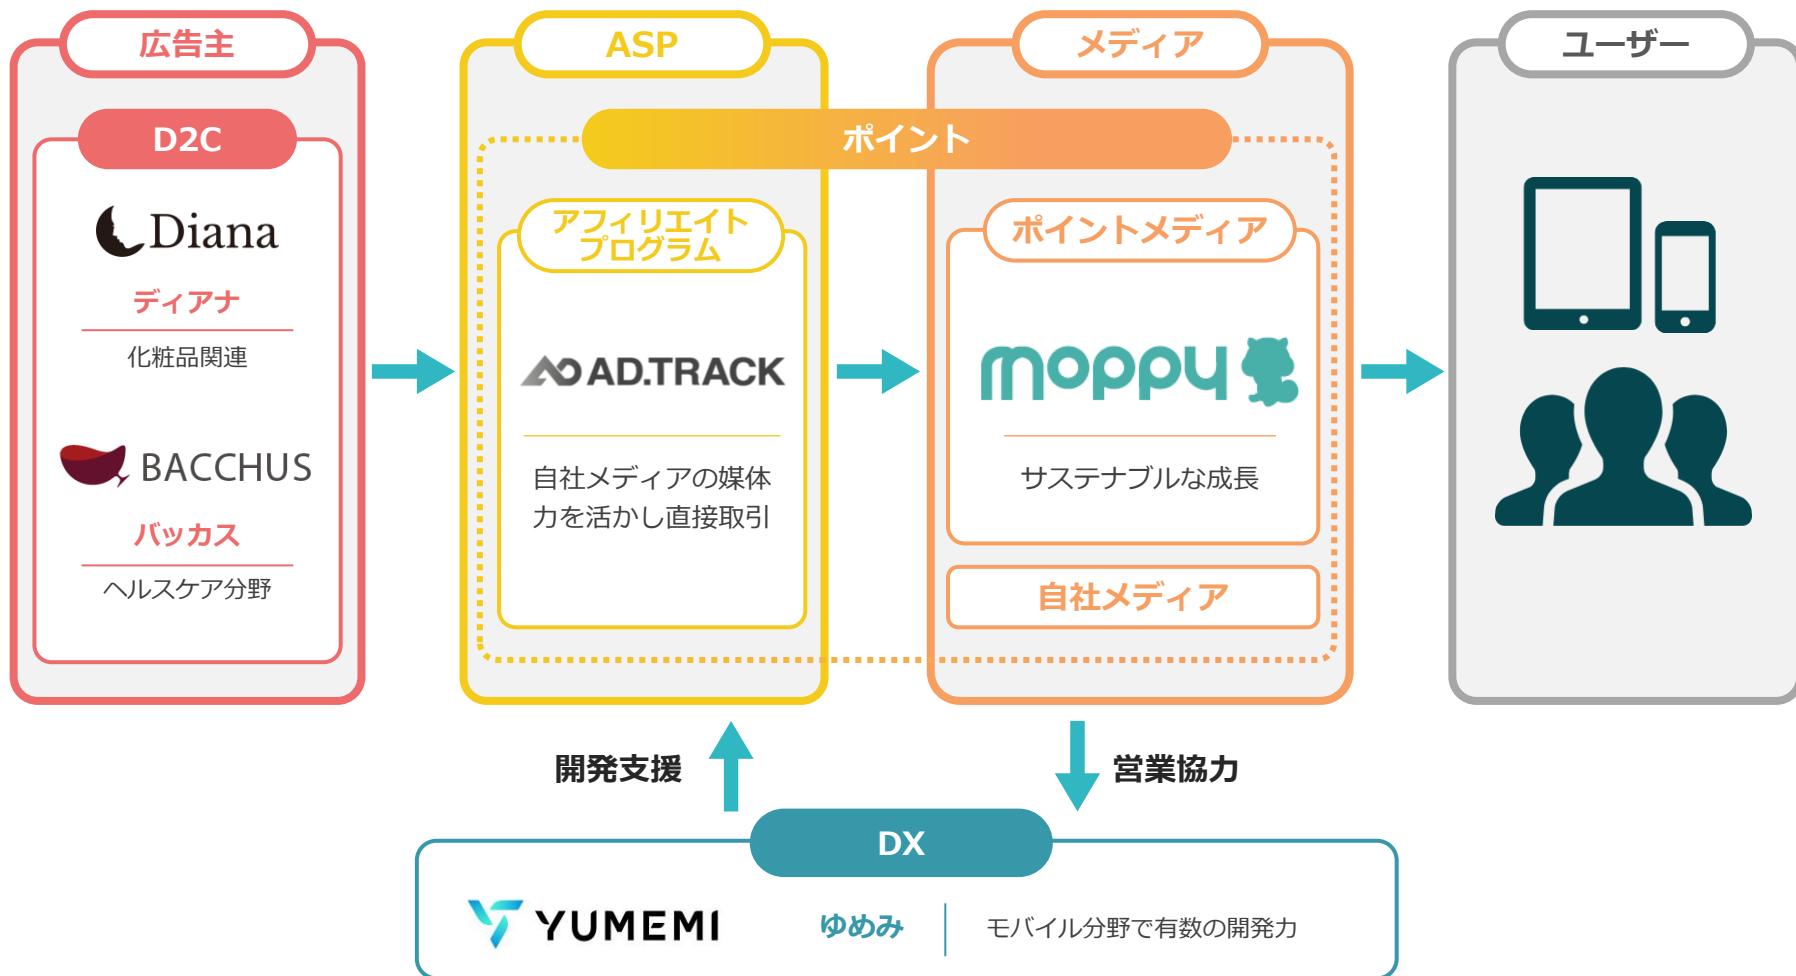 広告主
D2C
Diana
ディアナ
化粧品関連
BACCHUS
バッカス
ヘルスケア分野
ASP
メディア
ポイント
アフィリエイト
プログラム
AD.TRACK
自社メディアの媒体
力を活かし直接取引
ポイントメディア
moppy
サステナブルな成長
自社メディア
ユーザー
開発支援
営業協力
DX
YUMEMI
ゆめみ
モバイル分野で有数の開発力